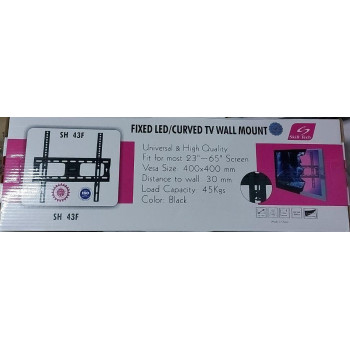 SH 43F
SH 43F
FIXED LED/CURVED TV WALL MOUNT
Universal & High Quality
Fit for most 23"—65" Screen
Vesa Size: 400x400 mm
Distance to wall: 30 mm
Load Capacity: 45Kgs
Color: Black